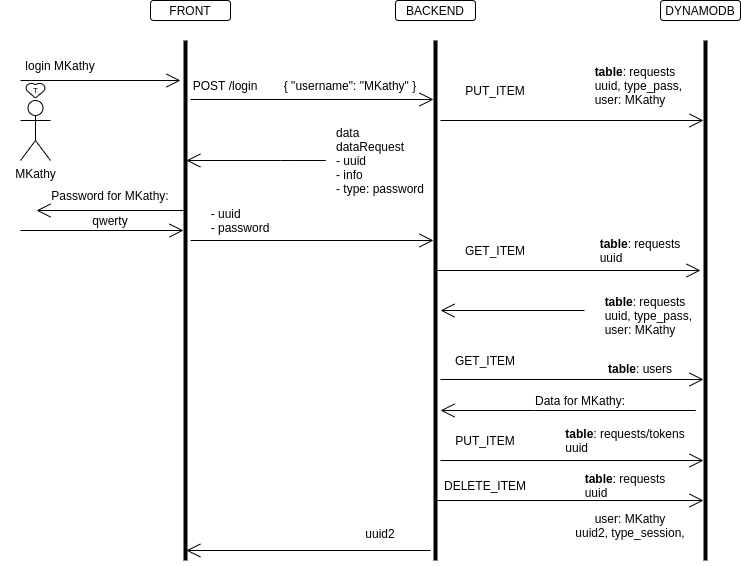 FRONT
BACKEND
DYNAMODB
login MKathy
T
MKathy
POST /login
{ "username": "MKathy" }
PUT_ITEM
table: requests
uuid, type_pass,
user: MKathy
data
dataRequest
- uuid
- info
- type: password
Password for MKathy:
qwerty
- uuid
- password
GET_ITEM
table: requests
uuid
table: requests
uuid, type_pass,
user: MKathy
GET_ITEM
table: users
Data for MKathy:
PUT_ITEM
table: requests/tokens
uuid
DELETE_ITEM
table: requests
uuid
user: MKathy
uuid2, type_session,
uuid2